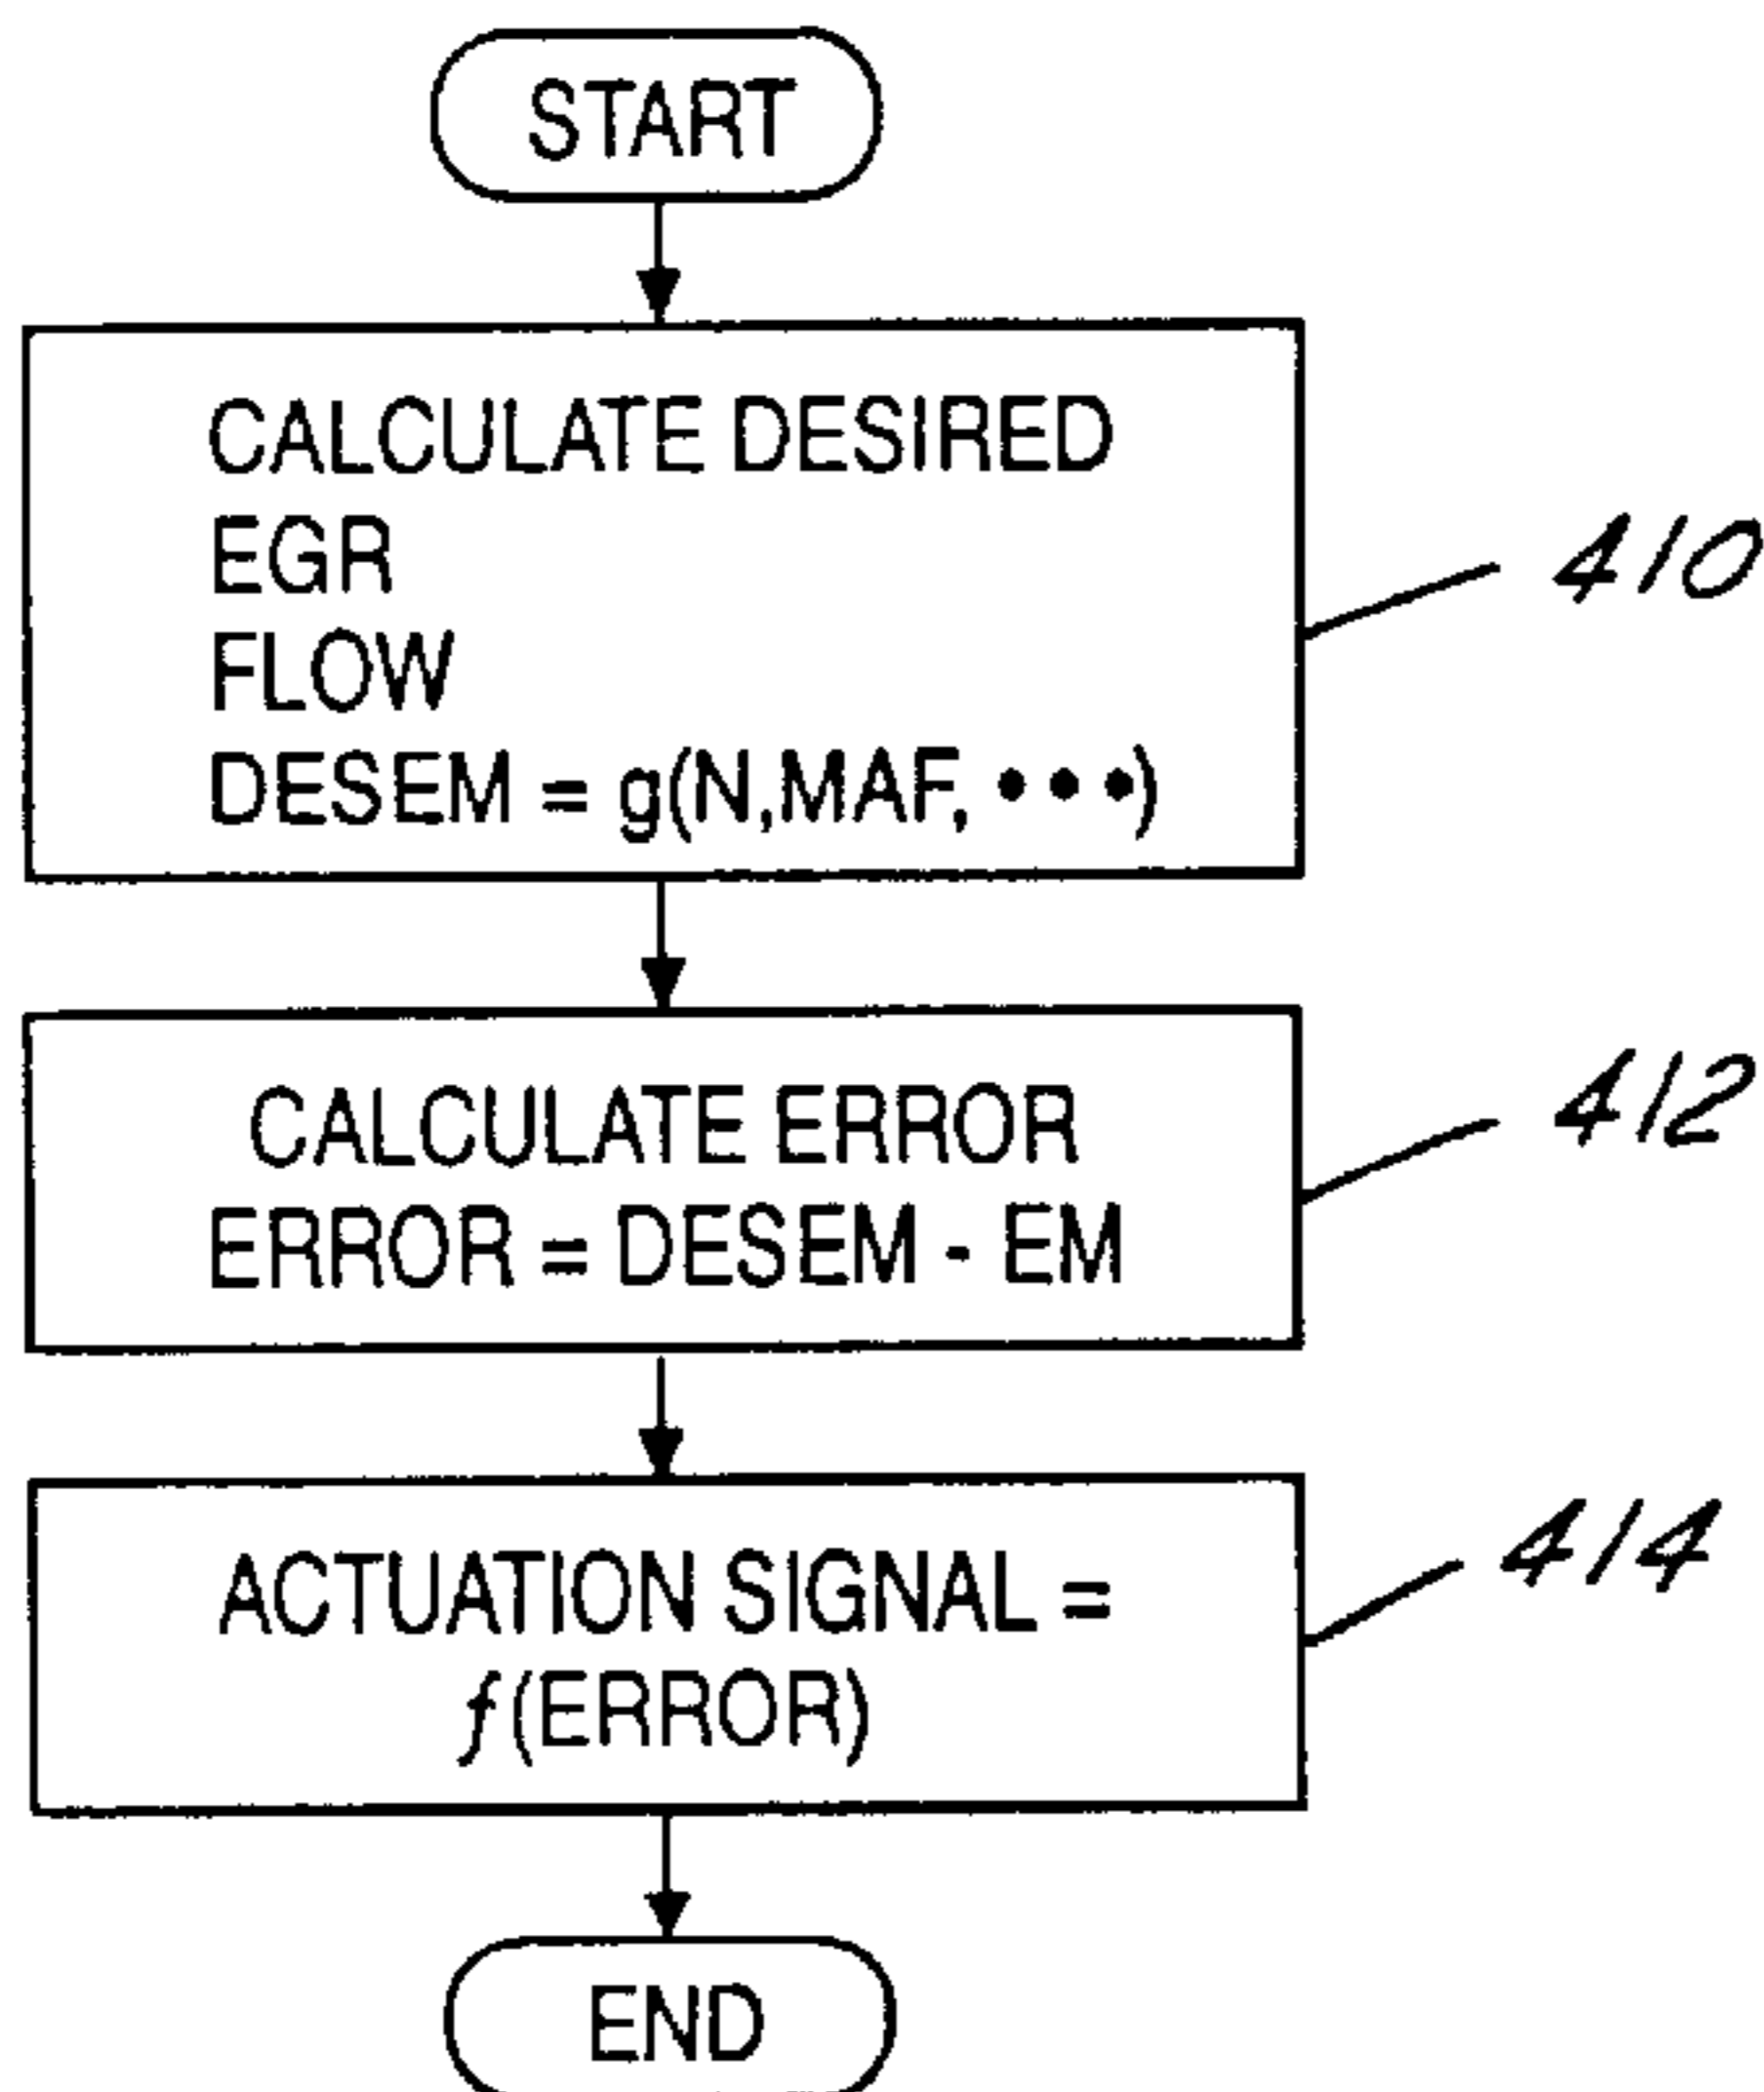 START
CALCULATE DESIRED
EGR
FLOW
DESEM = g(N,MAF, •••)
410
CALCULATE ERROR
ERROR = DESEM - EM
412
ACTUATION SIGNAL =
f(ERROR)
414
END